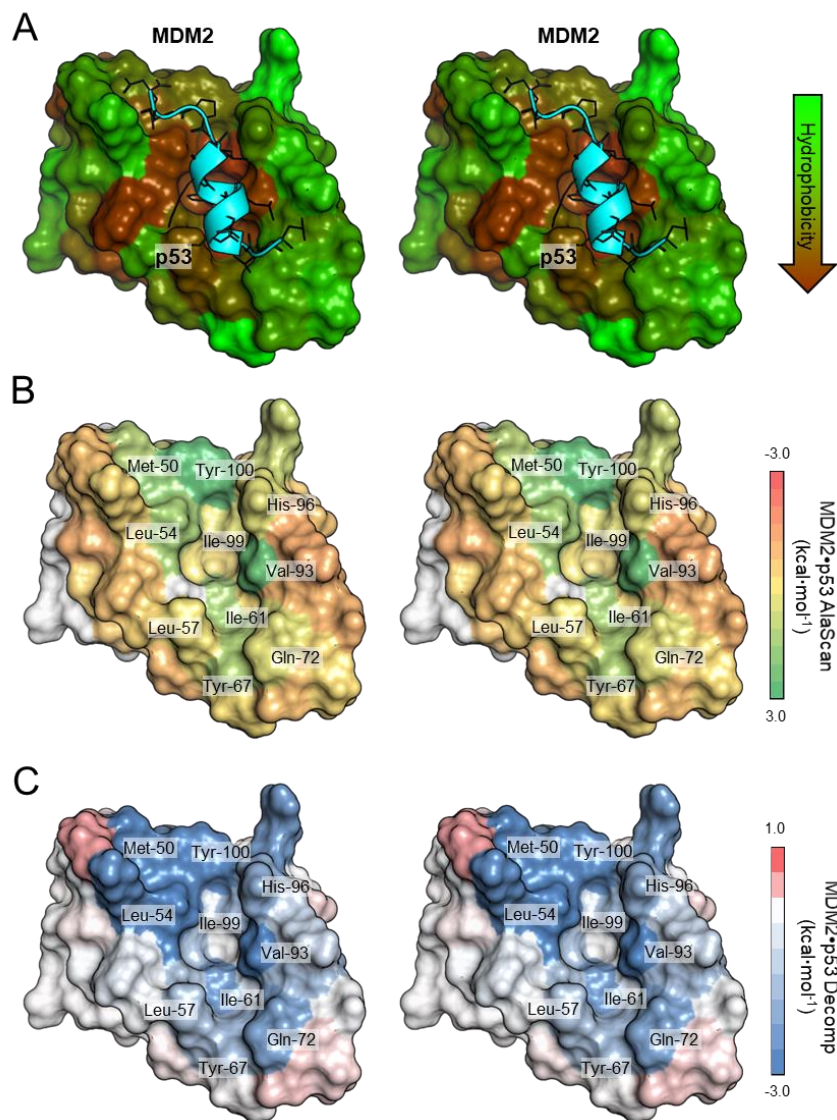 A
MDM2
MDM2
p53
p53
Hydrophobicity
B
Met-50
Tyr-100
His-96
Leu-54
Ile-99
Val-93
Leu-57
Ile-61
Gln-72
Tyr-67
Met-50
Tyr-100
His-96
Leu-54
Ile-99
Val-93
Leu-57
Ile-61
Gln-72
Tyr-67
-3.0
MDM2•p53 AlaScan
(kcal·mol⁻¹)
3.0
C
Met-50
Tyr-100
His-96
Leu-54
Ile-99
Val-93
Leu-57
Ile-61
Gln-72
Tyr-67
Met-50
Tyr-100
His-96
Leu-54
Ile-99
Val-93
Leu-57
Ile-61
Gln-72
Tyr-67
1.0
MDM2•p53 Decomp
(kcal·mol⁻¹)
-3.0